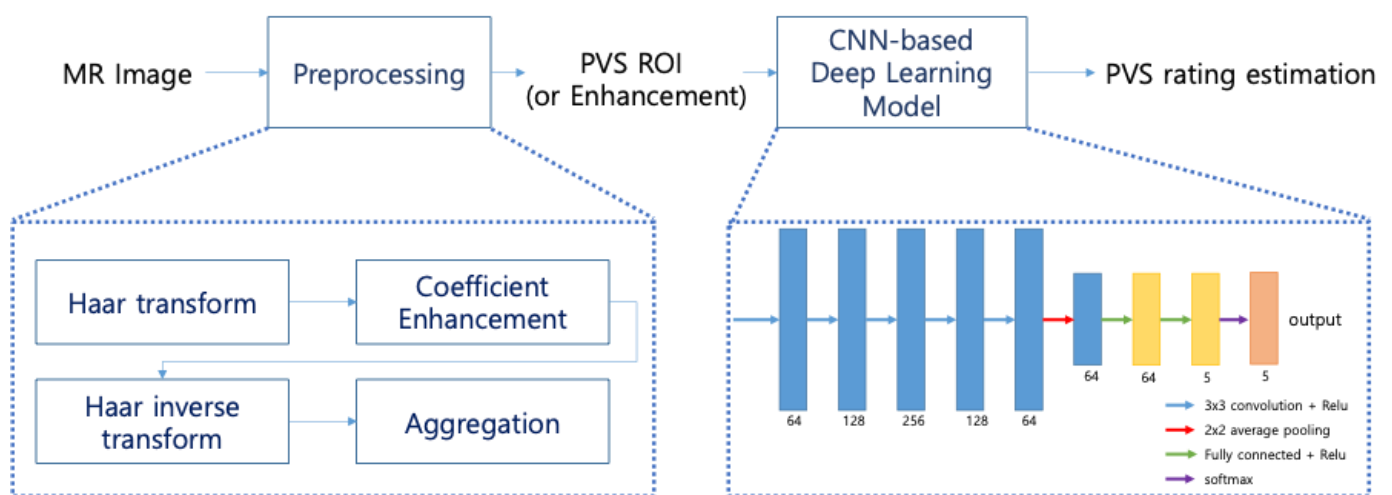 MR Image
Preprocessing
PVS ROI
(or Enhancement)
CNN-based
Deep Learning
Model
PVS rating estimation
Haar transform
Coefficient
Enhancement
Haar inverse
transform
Aggregation
64
128
256
128
64
64
64
5
5
output
3x3 convolution + Relu
2x2 average pooling
Fully connected + Relu
softmax